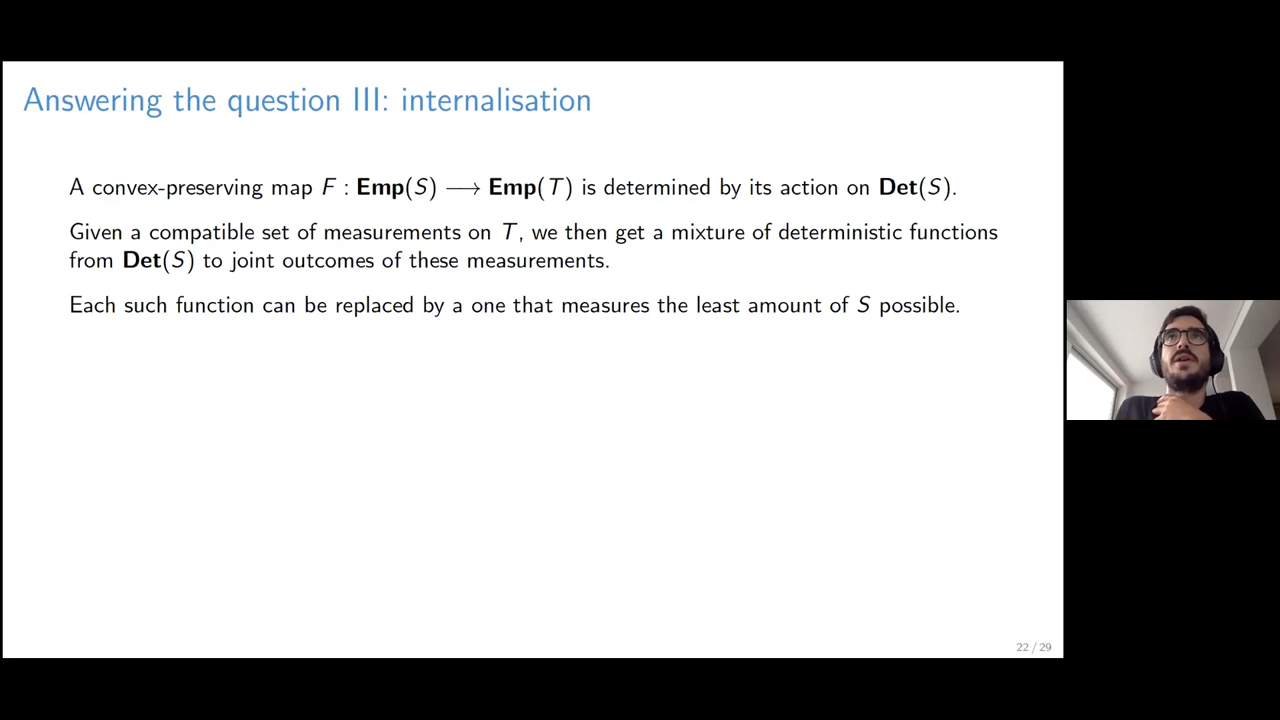 Answering the question III: internalisation
A convex-preserving map F : Emp(S) ⟶ Emp(T) is determined by its action on Det(S).
Given a compatible set of measurements on T, we then get a mixture of deterministic functions
from Det(S) to joint outcomes of these measurements.
Each such function can be replaced by a one that measures the least amount of S possible.
22 / 29